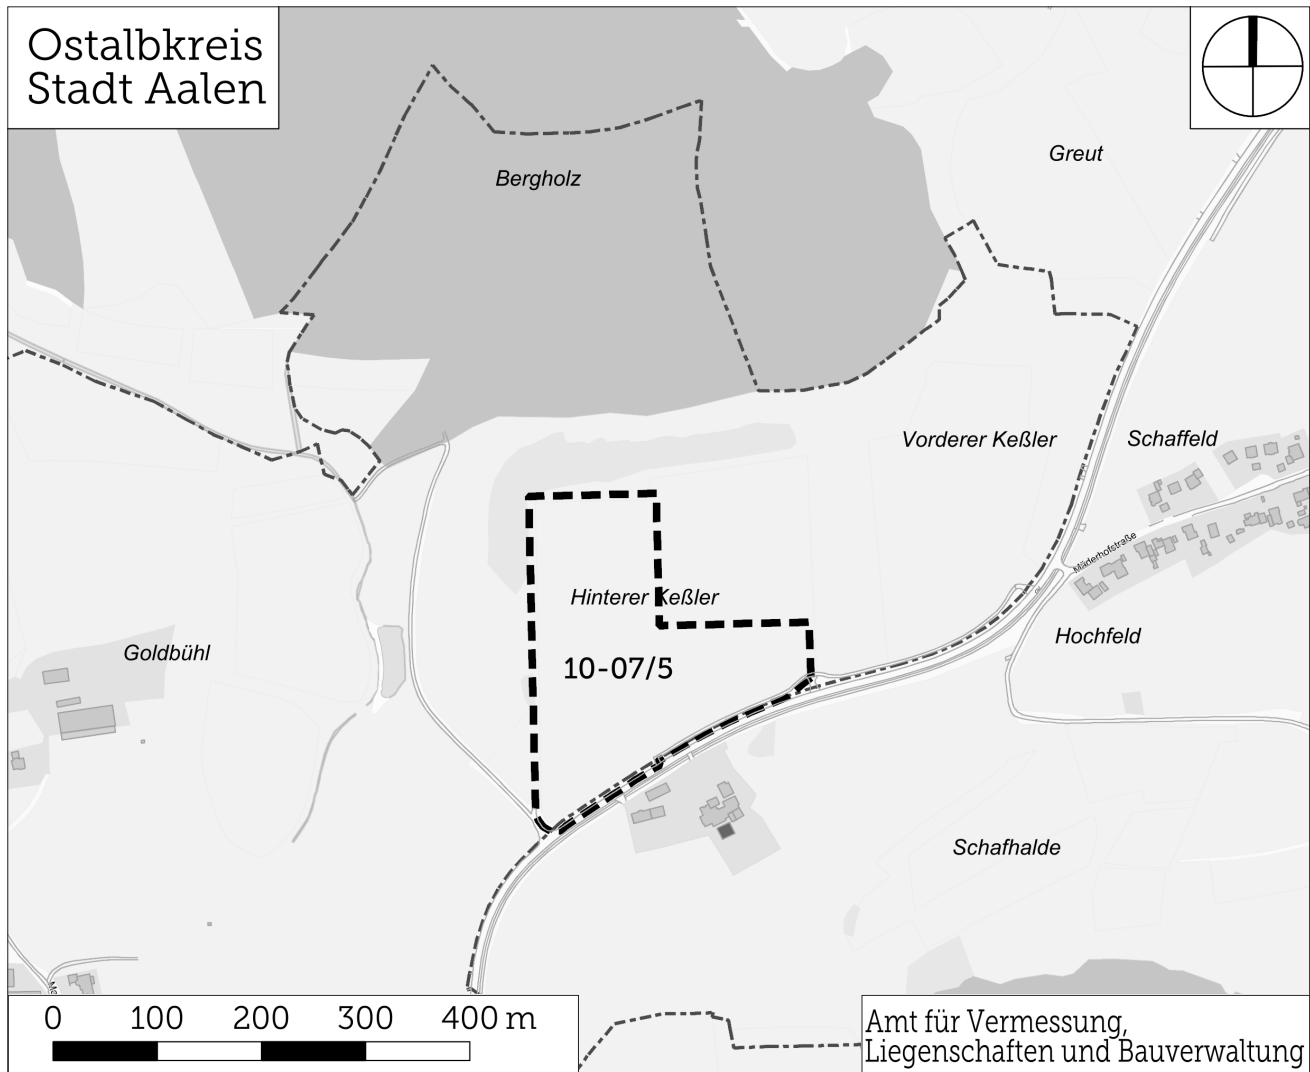 Ostalbkreis
Stadt Aalen
Greut
Bergholz
Vorderer Keßler
Schaffeld
Mäderhofstraße
Hinterer Keßler
Hochfeld
Goldbühl
10-07/5
Schafhalde
0 100 200 300 400 m
Amt für Vermessung,
Liegenschaften und Bauverwaltung